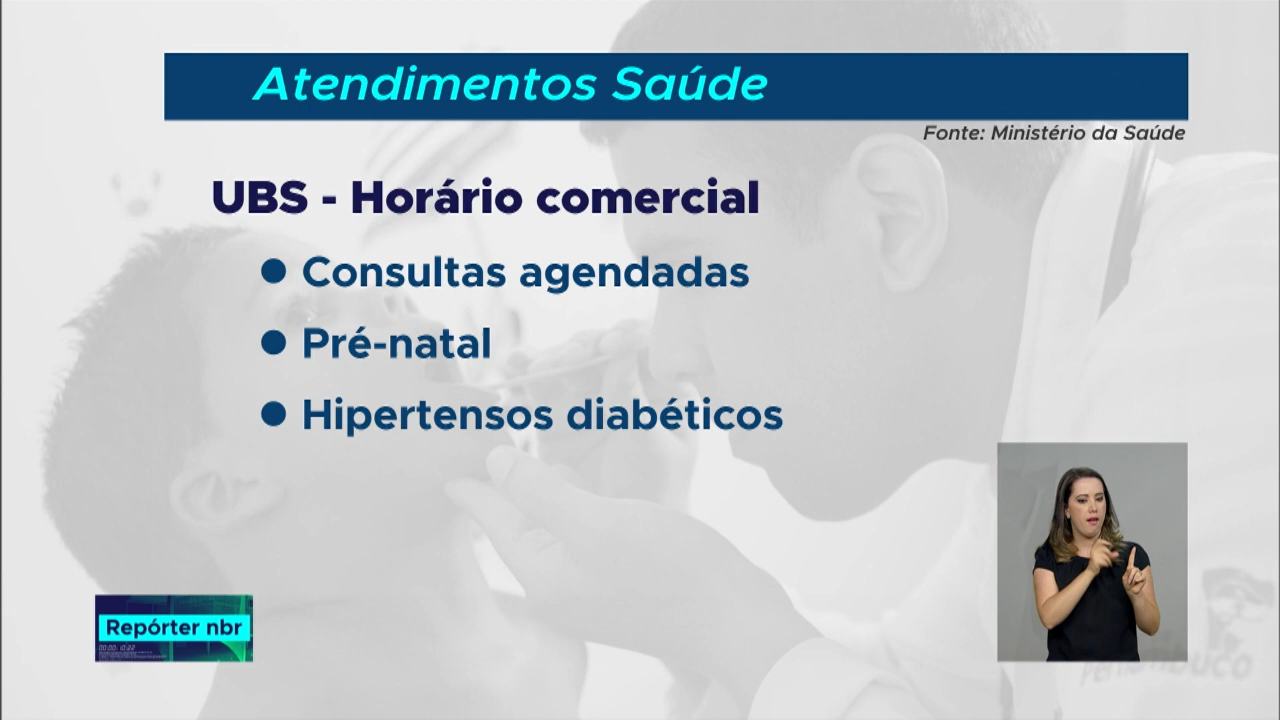 Atendimentos Saúde
Fonte: Ministério da Saúde
UBS - Horário comercial
Consultas agendadas
Pré-natal
Hipertensos diabéticos
Repórter nbr